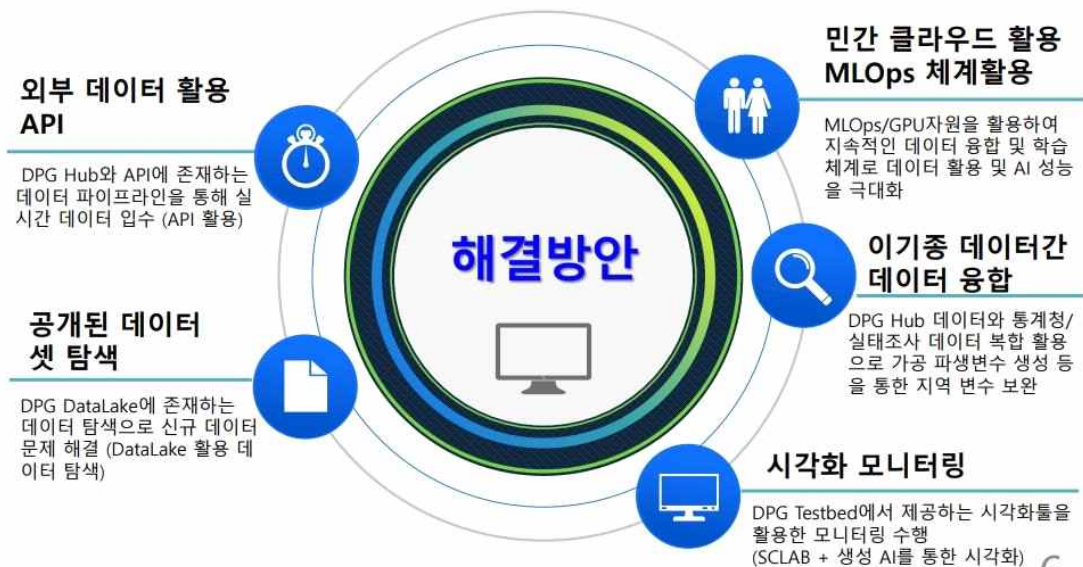 외부 데이터 활용
API
DPG Hub와 API에 존재하는
데이터 파이프라인을 통해 실
시간 데이터 입수 (API 활용)
공개된 데이터
셋 탐색
DPG DataLake에 존재하는
데이터 탐색으로 신규 데이터
문제 해결 (DataLake 활용 데
이터 탐색)
해결방안
민간 클라우드 활용
MLOps 체계활용
MLOps/GPU자원을 활용하여
지속적인 데이터 융합 및 학습
체계로 데이터 활용 및 AI 성능
을 극대화
이기종 데이터간
데이터 융합
DPG Hub 데이터와 통계청/
실태조사 데이터 복합 활용
으로 가공 파생변수 생성 등
을 통한 지역 변수 보완
시각화 모니터링
DPG Testbed에서 제공하는 시각화툴을
활용한 모니터링 수행
(SCLAB + 생성 AI를 통한 시각화)